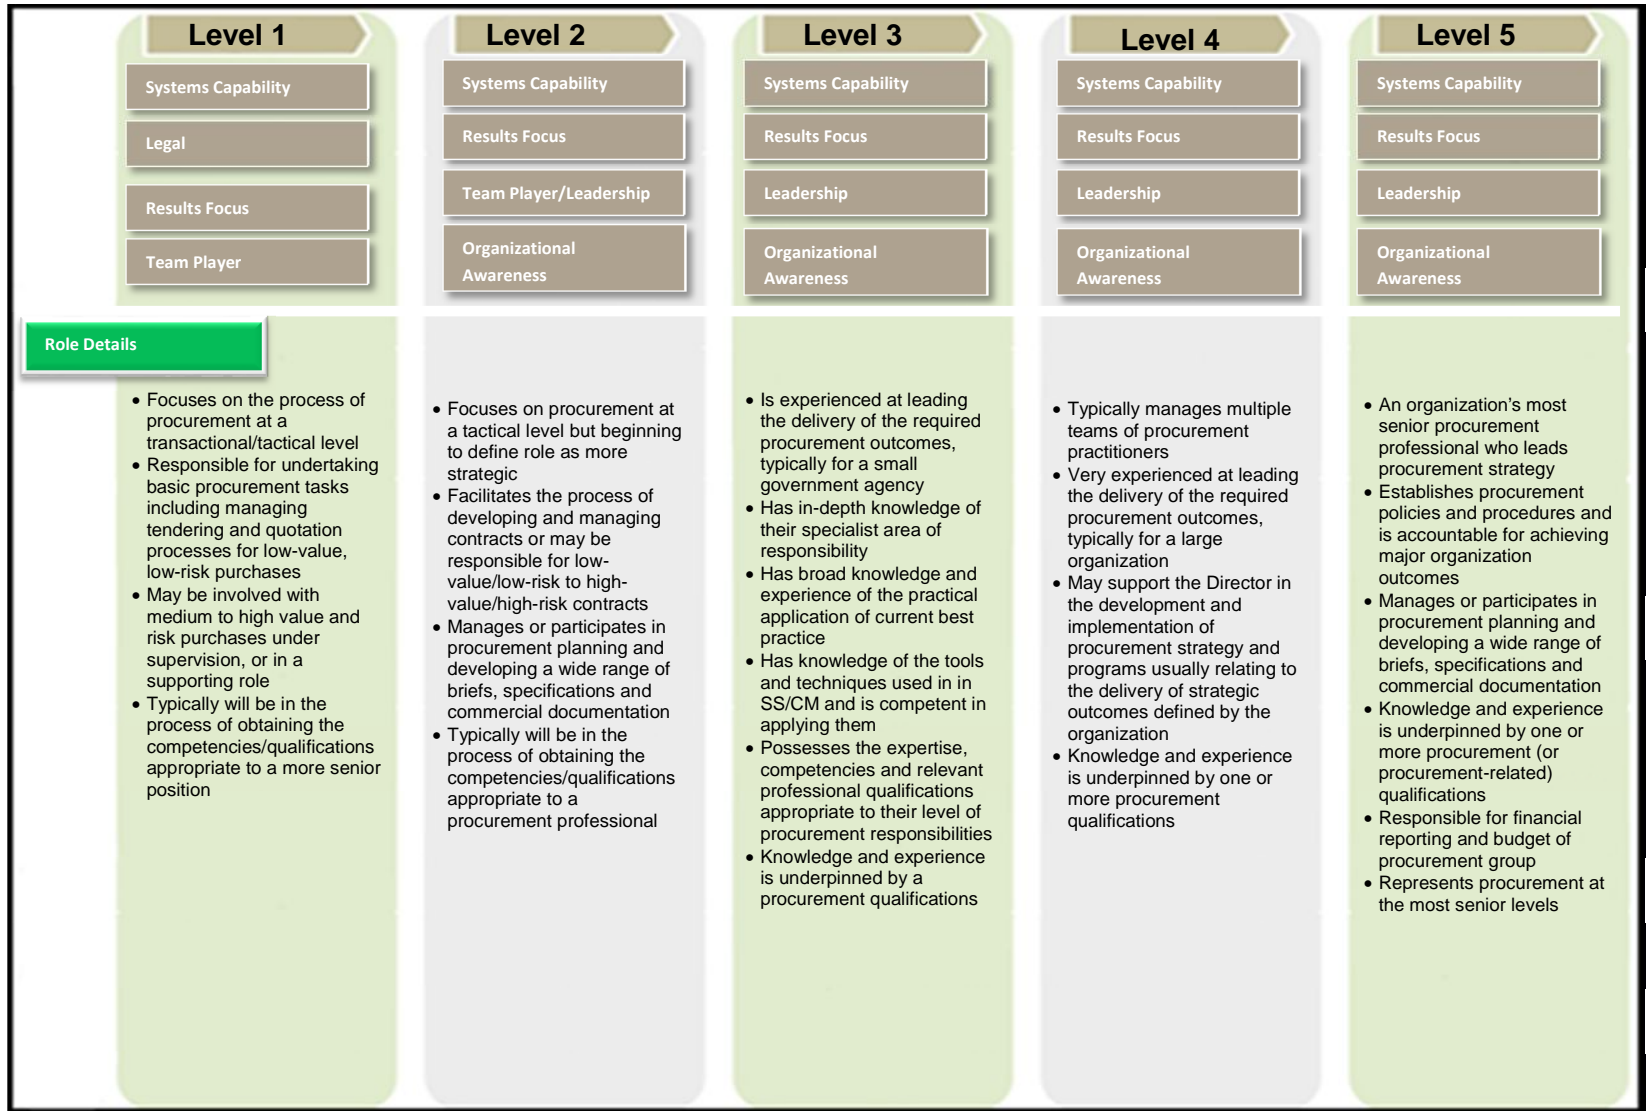 Level 1
Systems Capability
Legal
Results Focus
Team Player
Level 2
Systems Capability
Results Focus
Team Player/Leadership
Organizational
Awareness
Level 3
Systems Capability
Results Focus
Leadership
Organizational
Awareness
Level 4
Systems Capability
Results Focus
Leadership
Organizational
Awareness
Level 5
Systems Capability
Results Focus
Leadership
Organizational
Awareness
Role Details
• Focuses on the process of
procurement at a
transactional/tactical level
• Responsible for undertaking
basic procurement tasks
including managing
tendering and quotation
processes for low-value,
low-risk purchases
• May be involved with
medium to high value and
risk purchases under
supervision, or in a
supporting role
• Typically will be in the
process of obtaining the
competencies/qualifications
appropriate to a more senior
position
• Focuses on procurement at
a tactical level but beginning
to define role as more
strategic
• Facilitates the process of
developing and managing
contracts or may be
responsible for low-
value/low-risk to high-
value/high-risk contracts
• Manages or participates in
procurement planning and
developing a wide range of
briefs, specifications and
commercial documentation
• Typically will be in the
process of obtaining the
competencies/qualifications
appropriate to a
procurement professional
• Is experienced at leading
the delivery of the required
procurement outcomes,
typically for a small
government agency
• Has in-depth knowledge of
their specialist area of
responsibility
• Has broad knowledge and
experience of the practical
application of current best
practice
• Has knowledge of the tools
and techniques used in in
SS/CM and is competent in
applying them
• Possesses the expertise,
competencies and relevant
professional qualifications
appropriate to their level of
procurement responsibilities
• Knowledge and experience
is underpinned by a
procurement qualifications
• Typically manages multiple
teams of procurement
practitioners
• Very experienced at leading
the delivery of the required
procurement outcomes,
typically for a large
organization
• May support the Director in
the development and
implementation of
procurement strategy and
programs usually relating to
the delivery of strategic
outcomes defined by the
organization
• Knowledge and experience
is underpinned by one or
more procurement
qualifications
• An organization's most
senior procurement
professional who leads
procurement strategy
• Establishes procurement
policies and procedures and
is accountable for achieving
major organization
outcomes
• Manages or participates in
procurement planning and
developing a wide range of
briefs, specifications and
commercial documentation
• Knowledge and experience
is underpinned by one or
more procurement (or
procurement-related)
qualifications
• Responsible for financial
reporting and budget of
procurement group
• Represents procurement at
the most senior levels